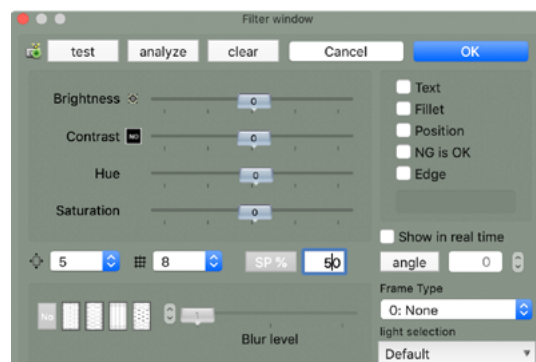 Filter window
test analyze clear Cancel OK
Brightness 0
Contrast NO 0
Hue 0
Saturation 0
Text
Fillet
Position
NG is OK
Edge
5 8 SP % 50
Show in real time
angle 0
Frame Type
0: None
No 1
Blur level
light selection
Default